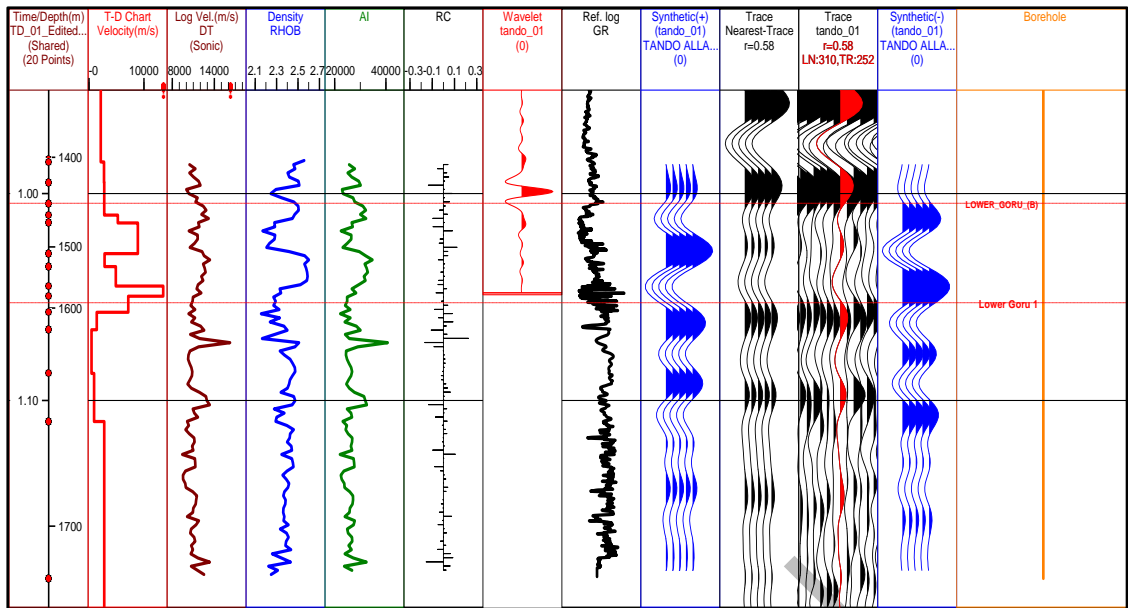 Time/Depth(m)
TD_01_Edited...
(Shared)
(20 Points)
T-D Chart
Velocity(m/s)
-0 10000
Log Vel.(m/s)
DT
(Sonic)
8000 14000
Density
RHOB
2.1 2.3 2.5 2.7
AI
20000 40000
RC
-0.3 -0.1 0.1 0.3
Wavelet
tando_01
(0)
Ref. log
GR
Synthetic(+)
(tando_01)
TANDO ALLA...
(0)
Trace
Nearest-Trace
r=0.58
Trace
tando_01
r=0.58
LN:310,TR:252
Synthetic(-)
(tando_01)
TANDO ALLA...
(0)
Borehole
1400
1.00
LOWER_GORU_(B)
1500
Lower Goru 1
1600
1.10
1700